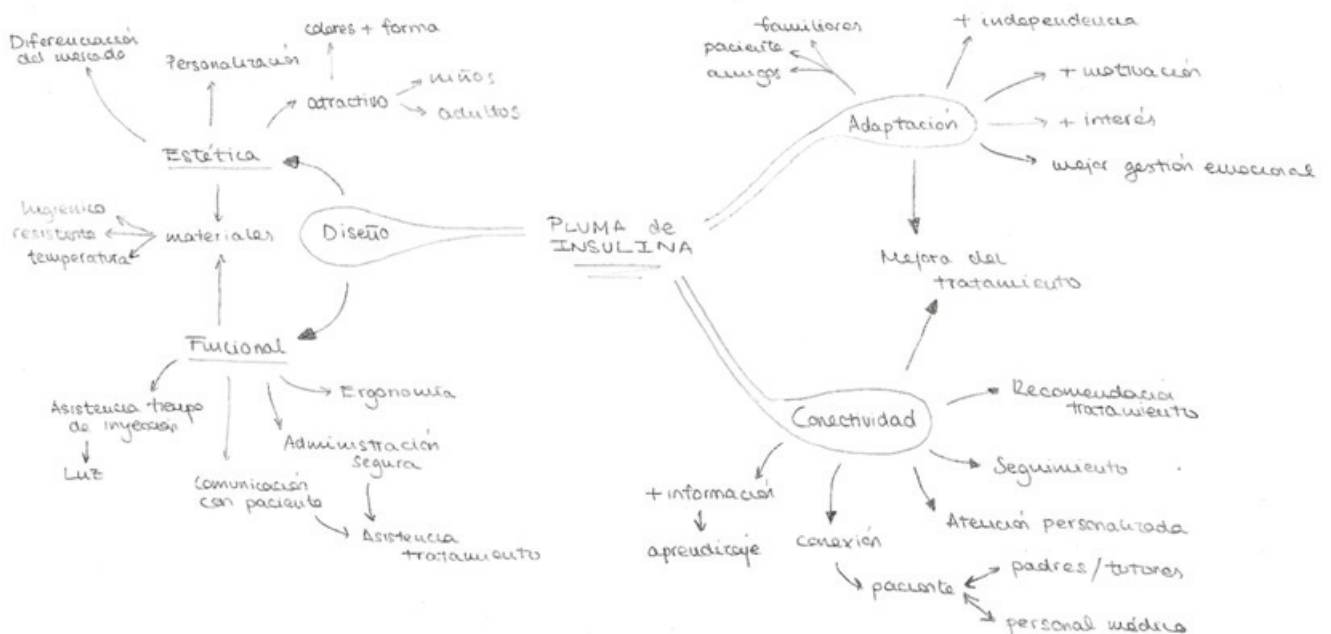 Diferenciación
del mercado
Personalización
colores + forma
atractivo
niños
adultos
Estética
higiénico
resistente
temperatura
materiales
Diseño
Funcional
Asistencia tiempo
de inyección
Luz
Comunicación
con paciente
Administración
segura
Ergonomía
Asistencia
tratamiento
PLUMA de
INSULINA
familiares
paciente
amigos
+ independencia
+ motivación
+ interés
mejor gestión emocional
Adaptación
Mejora del
tratamiento
Conectividad
Recomendació
tratamiento
Seguimiento
Atención personalizada
+ información
aprendizaje
conexión
paciente
padres/tutores
personal médico